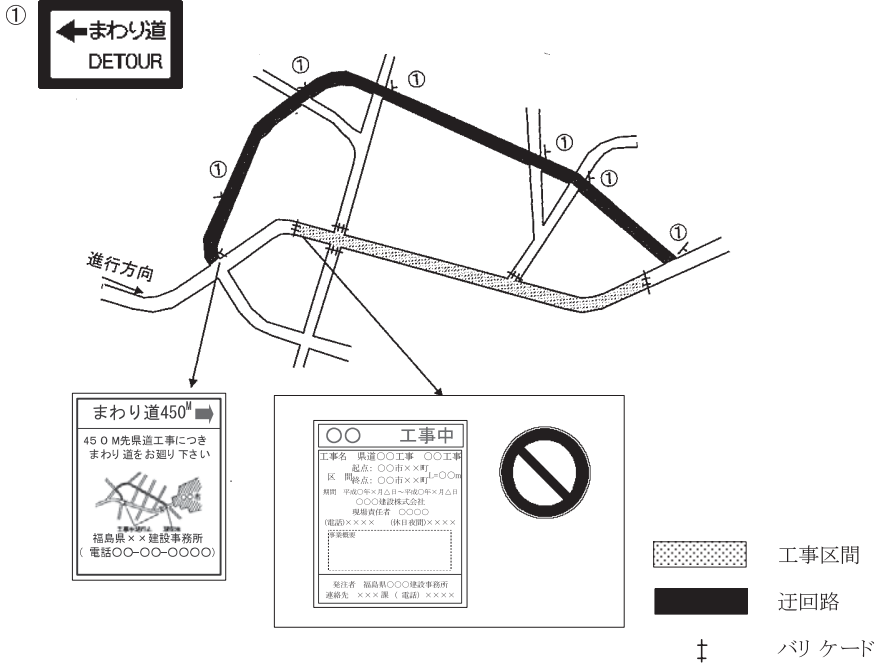 ①
まわり道
DETOUR
①
①
①
①
①
①
進行方向
まわり道450M
450M先県道工事につき
まわり道をお廻り下さい
福島県××建設事務所
(電話○○-○○-○○○○)
○○ 工事中
工事名 県道○○工事 ○○工事
区間 起点：○○市××町 L=○○m
終点：○○市××町
期間 平成○年×月△日〜平成○年×月△日
○○○建設株式会社
現場責任者 ○○○○
(電話)×××× (休日夜間)××××
事業概要
発注者 福島県○○○建設事務所
連絡先 ×××課 (電話) ××××
工事区間
迂回路
バリケード